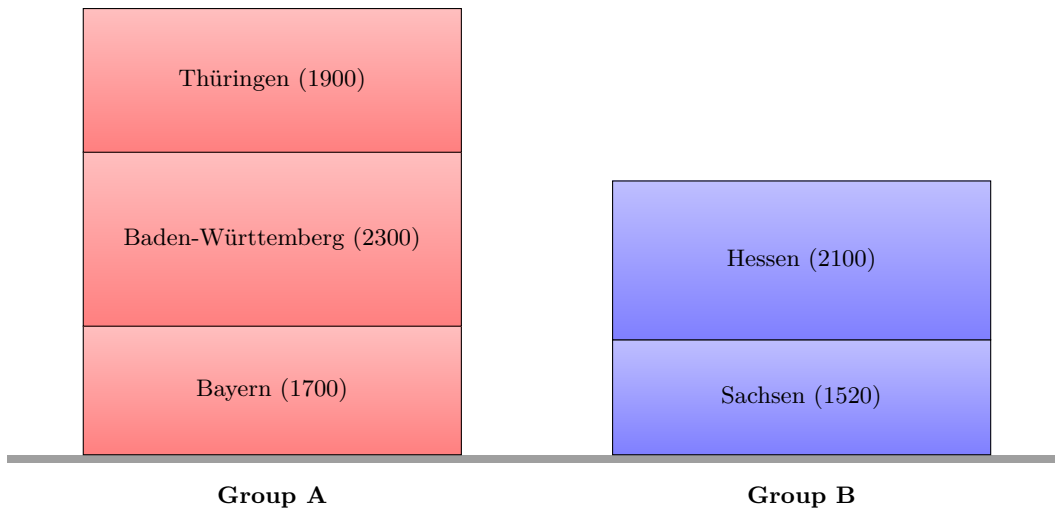 Thüringen (1900)
Baden-Württemberg (2300)
Bayern (1700)
Hessen (2100)
Sachsen (1520)
Group A
Group B